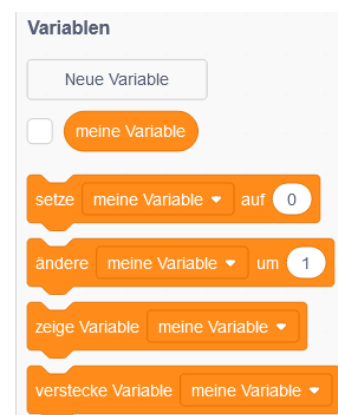 Variablen
Neue Variable
meine Variable
setze meine Variable auf 0
ändere meine Variable um 1
zeige Variable meine Variable
verstecke Variable meine Variable